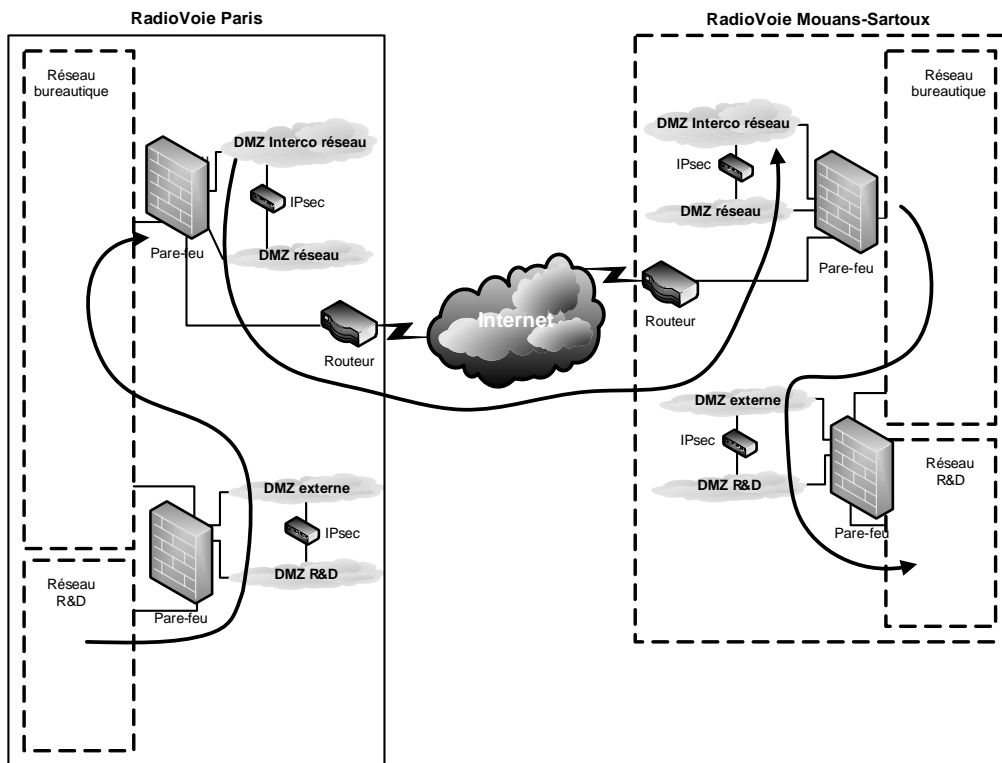 RadioVoie Paris
RadioVoie Mouans-Sartoux
Réseau
bureautique
DMZ Interco réseau
IPsec
DMZ réseau
Pare-feu
Routeur
Internet
DMZ Interco réseau
IPsec
DMZ réseau
Pare-feu
Routeur
Réseau
bureautique
DMZ externe
IPsec
DMZ R&D
Pare-feu
Réseau
R&D
DMZ externe
IPsec
DMZ R&D
Pare-feu
Réseau
R&D